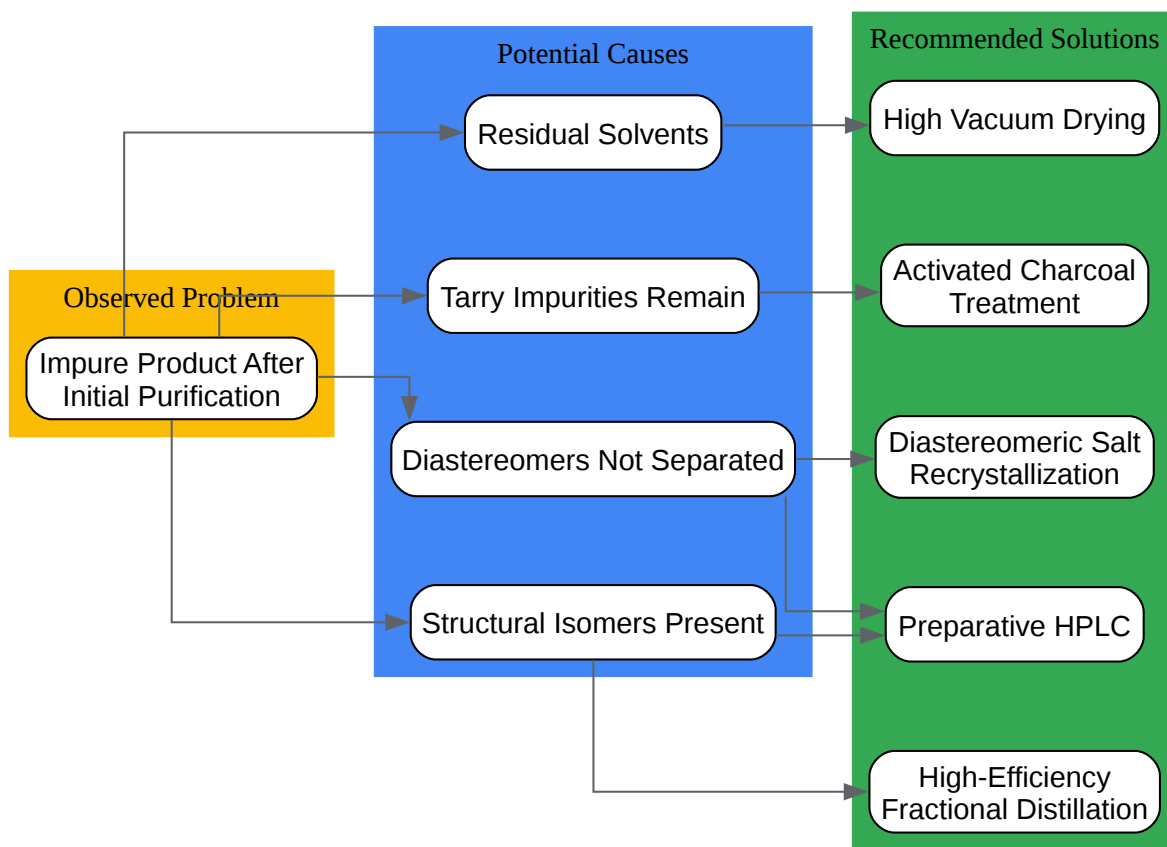 Observed Problem
Impure Product After
Initial Purification
Potential Causes
Residual Solvents
Tarry Impurities Remain
Diastereomers Not Separated
Structural Isomers Present
Recommended Solutions
High Vacuum Drying
Activated Charcoal
Treatment
Diastereomeric Salt
Recrystallization
Preparative HPLC
High-Efficiency
Fractional Distillation